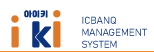 아이키
iki
ICBANQ
MANAGEMENT
SYSTEM